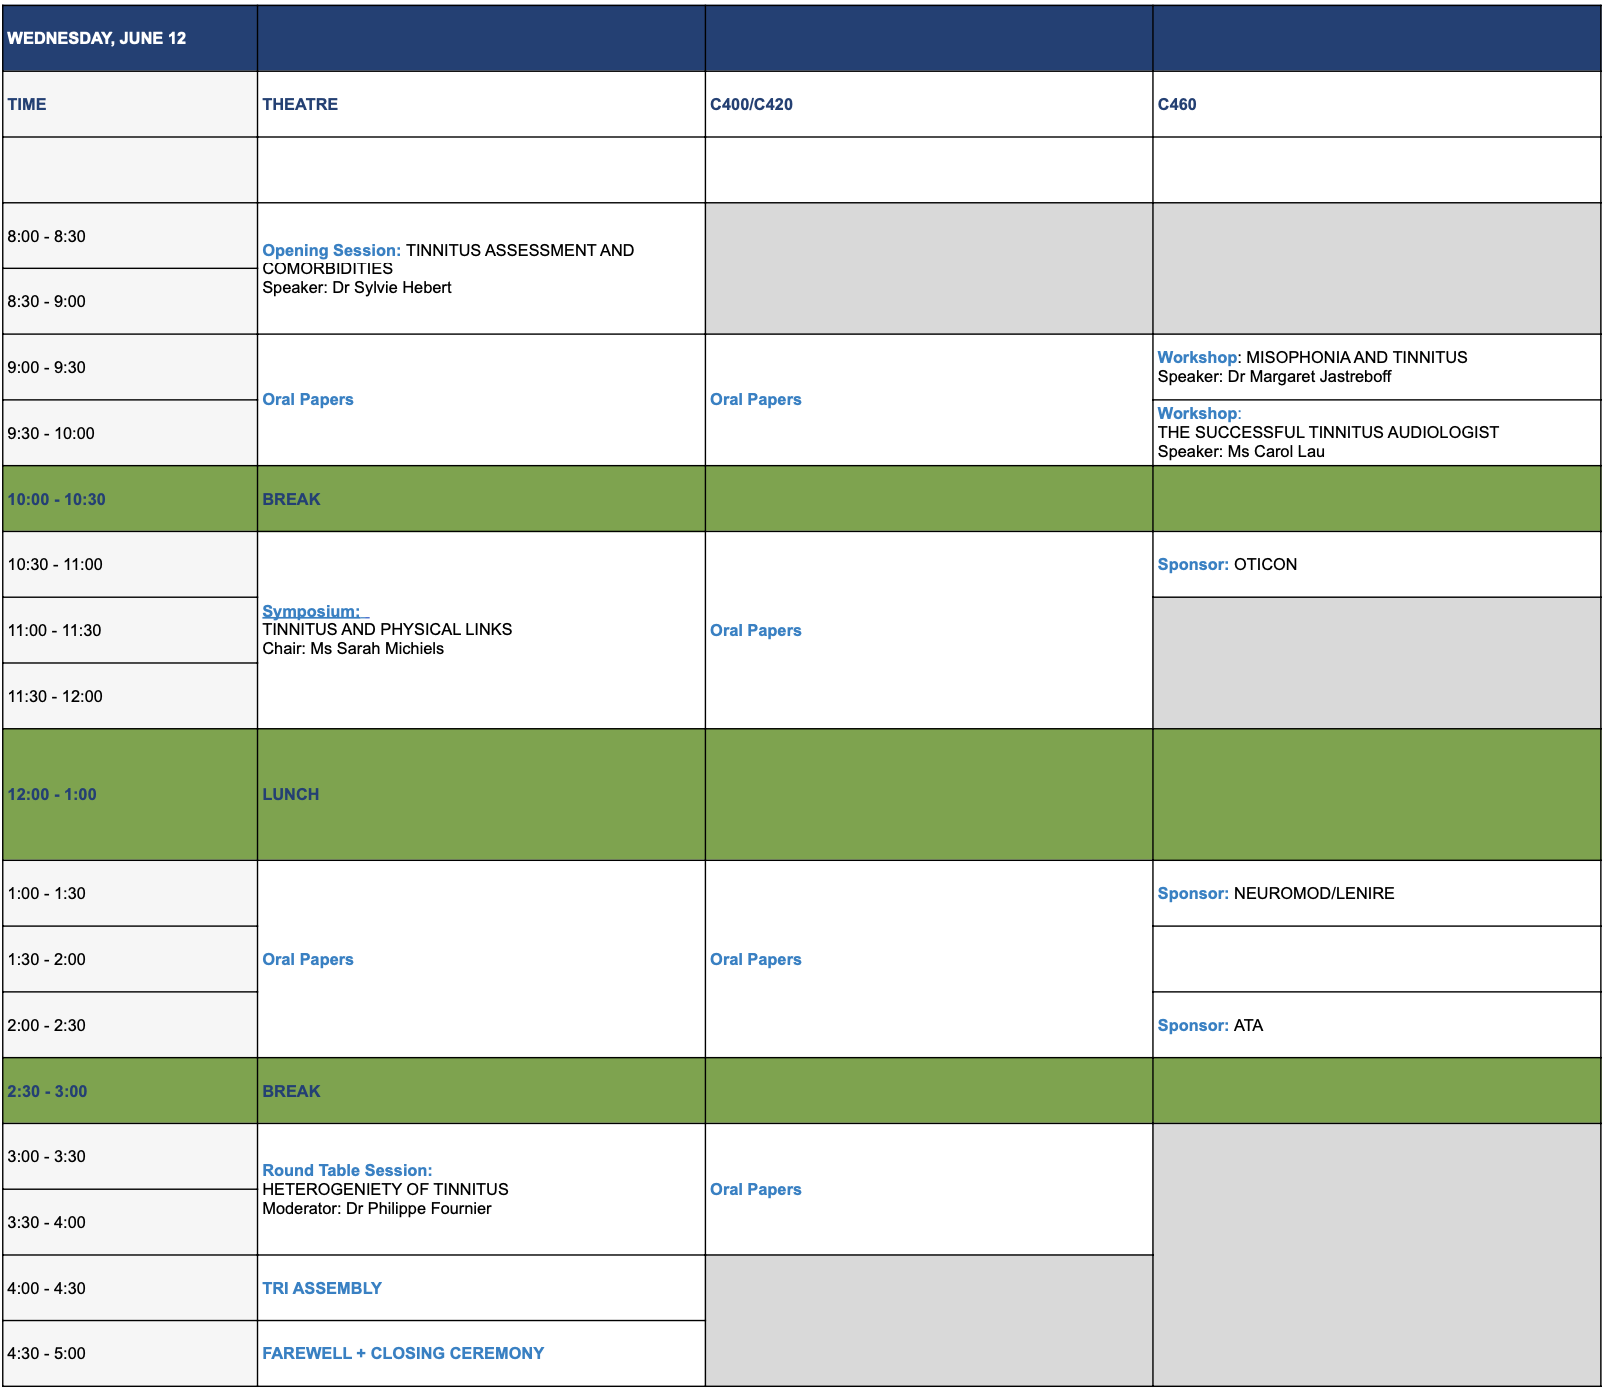 WEDNESDAY, JUNE 12
TIME THEATRE C400/C420 C460
8:00 - 8:30
Opening Session: TINNITUS ASSESSMENT AND
COMORBIDITIES
Speaker: Dr Sylvie Hebert
8:30 - 9:00
9:00 - 9:30
Oral Papers
Oral Papers
Workshop: MISOPHONIA AND TINNITUS
Speaker: Dr Margaret Jastreboff
9:30 - 10:00
Workshop:
THE SUCCESSFUL TINNITUS AUDIOLOGIST
Speaker: Ms Carol Lau
10:00 - 10:30 BREAK
10:30 - 11:00
Sponsor: OTICON
11:00 - 11:30
Symposium:
TINNITUS AND PHYSICAL LINKS
Chair: Ms Sarah Michiels
Oral Papers
11:30 - 12:00
12:00 - 1:00 LUNCH
1:00 - 1:30
Sponsor: NEUROMOD/LENIRE
1:30 - 2:00
Oral Papers
Oral Papers
2:00 - 2:30
Sponsor: ATA
2:30 - 3:00 BREAK
3:00 - 3:30
Round Table Session:
HETEROGENIETY OF TINNITUS
Moderator: Dr Philippe Fournier
Oral Papers
3:30 - 4:00
4:00 - 4:30 TRI ASSEMBLY
4:30 - 5:00 FAREWELL + CLOSING CEREMONY